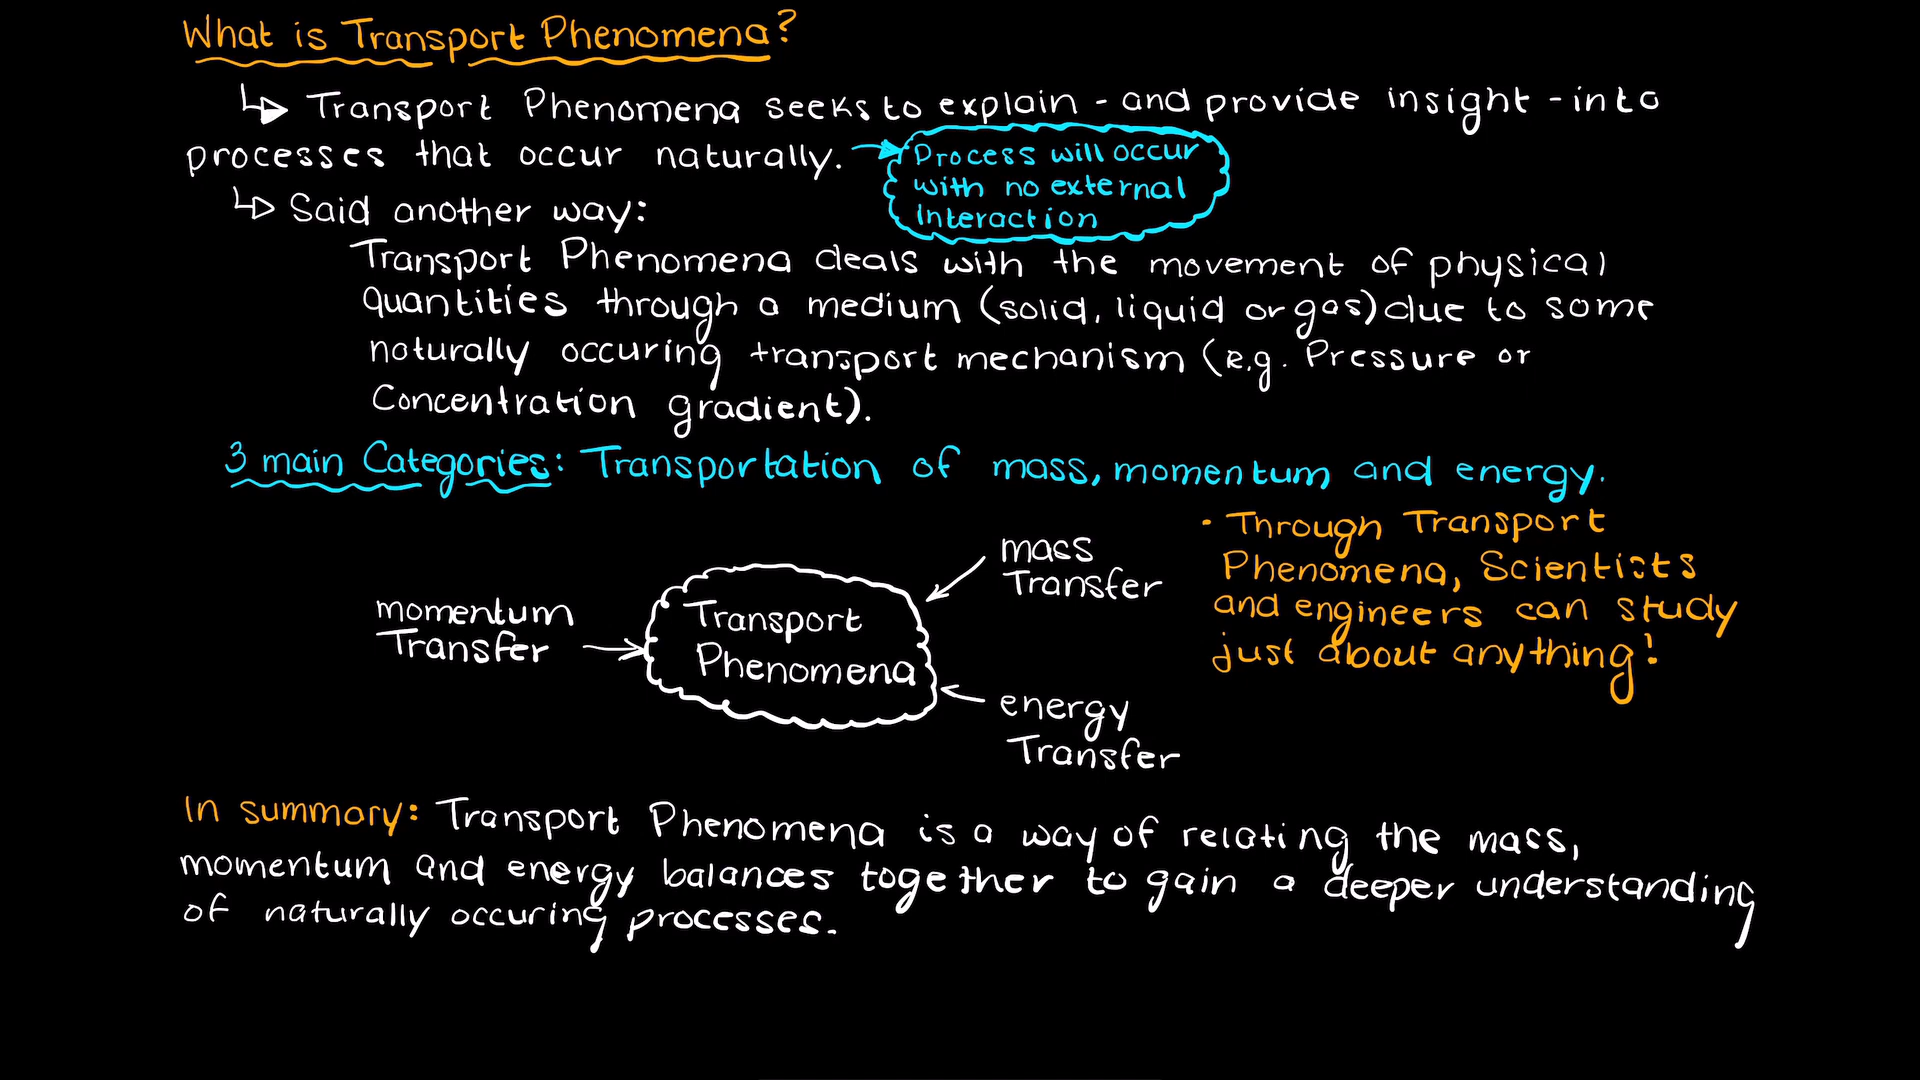 What is Transport Phenomena?
Transport Phenomena seeks to explain - and provide insight - into
processes that occur naturally.
Process will occur
with no external
Interaction
Said another way:
Transport Phenomena deals with the movement of physical
quantities through a medium (solid, liquid or gas) due to some
naturally occuring transport mechanism (e.g. Pressure or
Concentration gradient).
3 main Categories: Transportation of mass, momentum and energy.
momentum
Transfer
Transport
Phenomena
mass
Transfer
energy
Transfer
• Through Transport
Phenomena, Scientists
and engineers can study
just about anything!
In summary: Transport Phenomena is a way of relating the mass,
momentum and energy balances together to gain a deeper understanding
of naturally occuring processes.